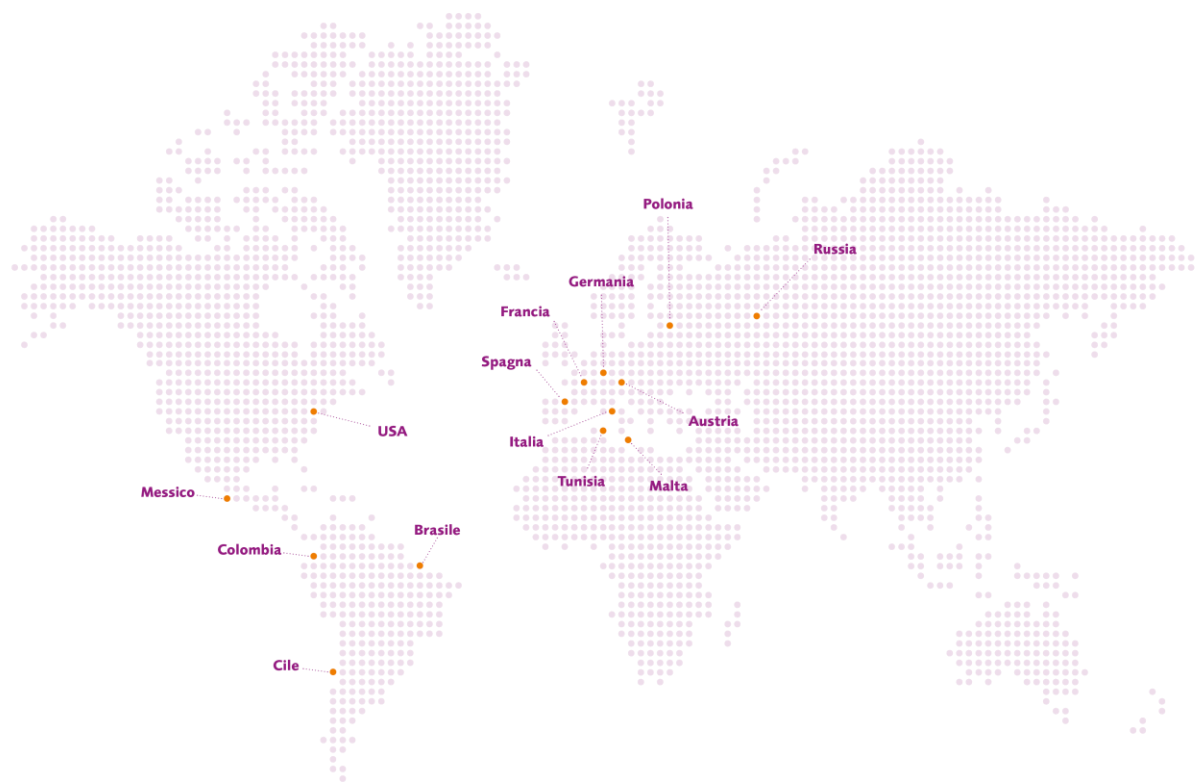 Polonia
Russia
Germania
Francia
Spagna
Austria
USA
Italia
Tunisia
Malta
Messico
Brasile
Colombia
Cile